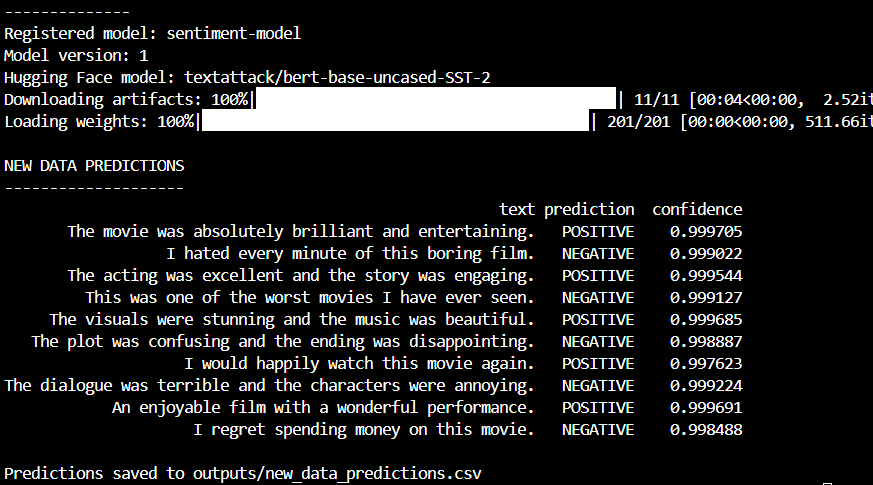 --------------
Registered model: sentiment-model
Model version: 1
Hugging Face model: textattack/bert-base-uncased-SST-2
Downloading artifacts: 100%| | 11/11 [00:04<00:00, 2.52it
Loading weights: 100%| | 201/201 [00:00<00:00, 511.66it
NEW DATA PREDICTIONS
--------------------
text prediction confidence
The movie was absolutely brilliant and entertaining. POSITIVE 0.999705
I hated every minute of this boring film. NEGATIVE 0.999022
The acting was excellent and the story was engaging. POSITIVE 0.999544
This was one of the worst movies I have ever seen. NEGATIVE 0.999127
The visuals were stunning and the music was beautiful. POSITIVE 0.999685
The plot was confusing and the ending was disappointing. NEGATIVE 0.998887
I would happily watch this movie again. POSITIVE 0.997623
The dialogue was terrible and the characters were annoying. NEGATIVE 0.999224
An enjoyable film with a wonderful performance. POSITIVE 0.999691
I regret spending money on this movie. NEGATIVE 0.998488
Predictions saved to outputs/new_data_predictions.csv